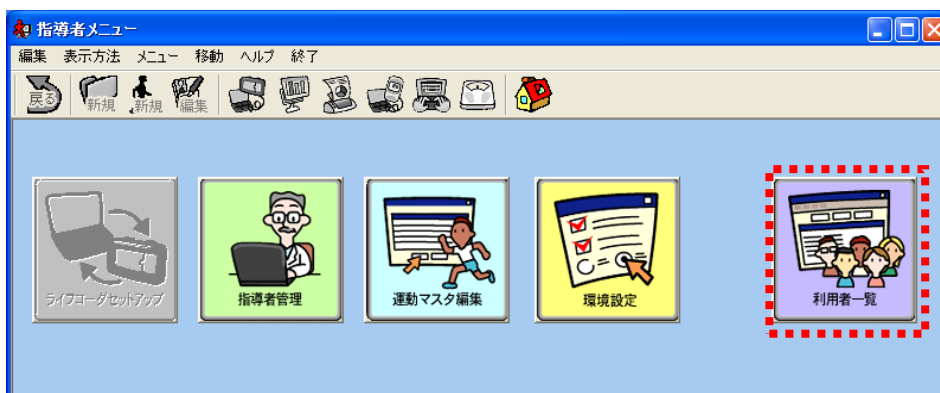 指導者メニュー
編集 表示方法 メニュー 移動 ヘルプ 終了
戻る 新規 新規 編集
ライフコーダセットアップ 指導者管理 運動マスタ編集 環境設定 利用者一覧